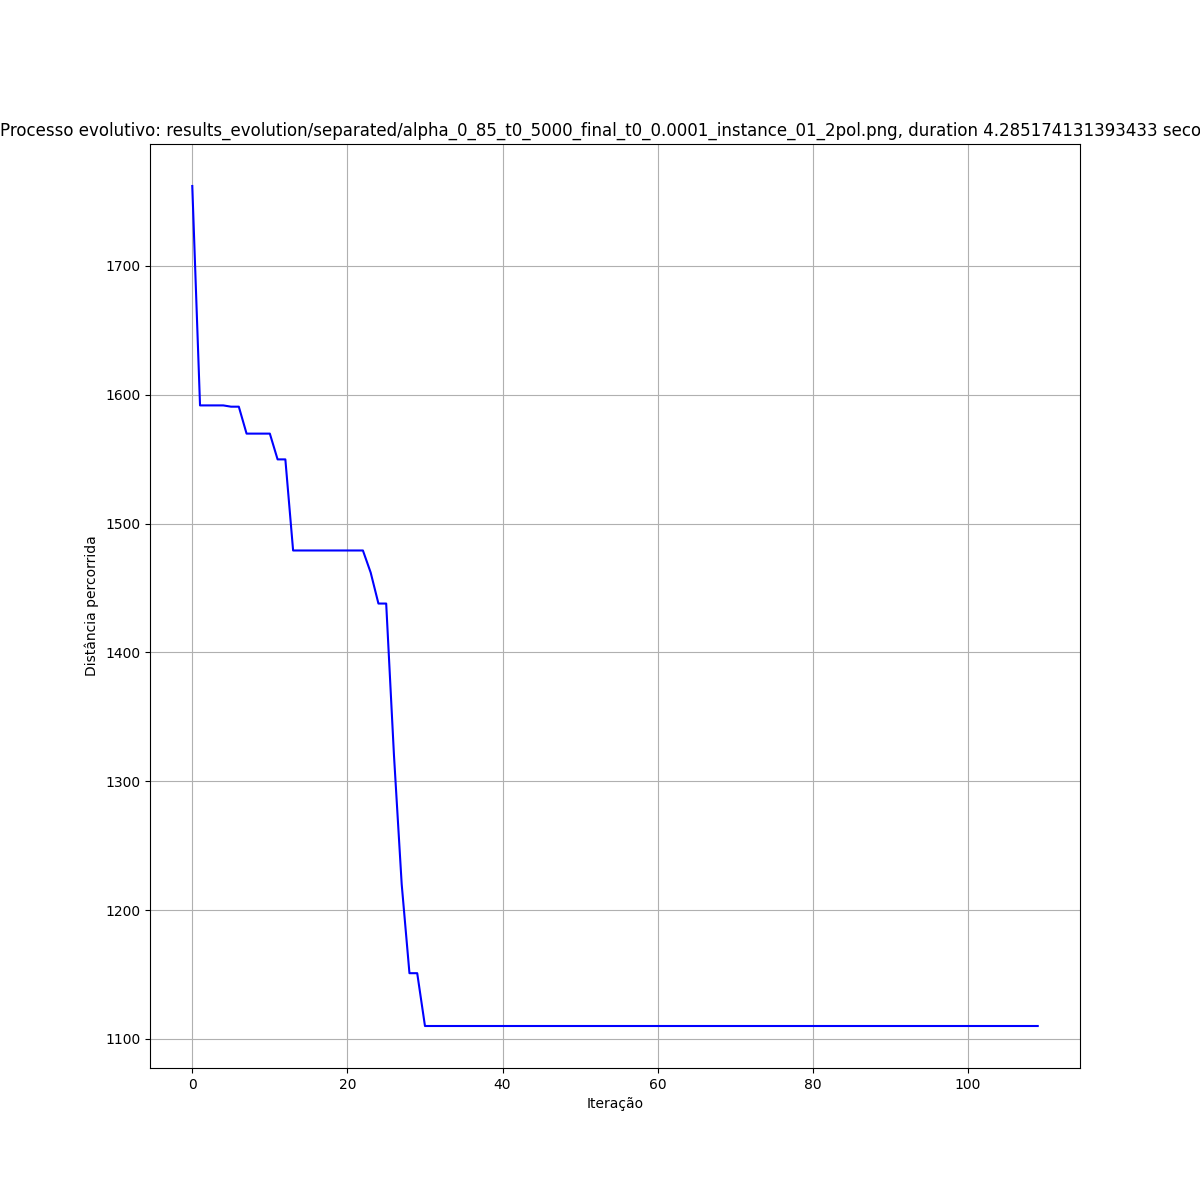 Processo evolutivo: results_evolution/separated/alpha_0_85_t0_5000_final_t0_0.0001_instance_01_2pol.png, duration 4.285174131393433 seco
1700
1600
1500
1400
1300
1200
1100
Distância percorrida
0 20 40 60 80 100
Iteração